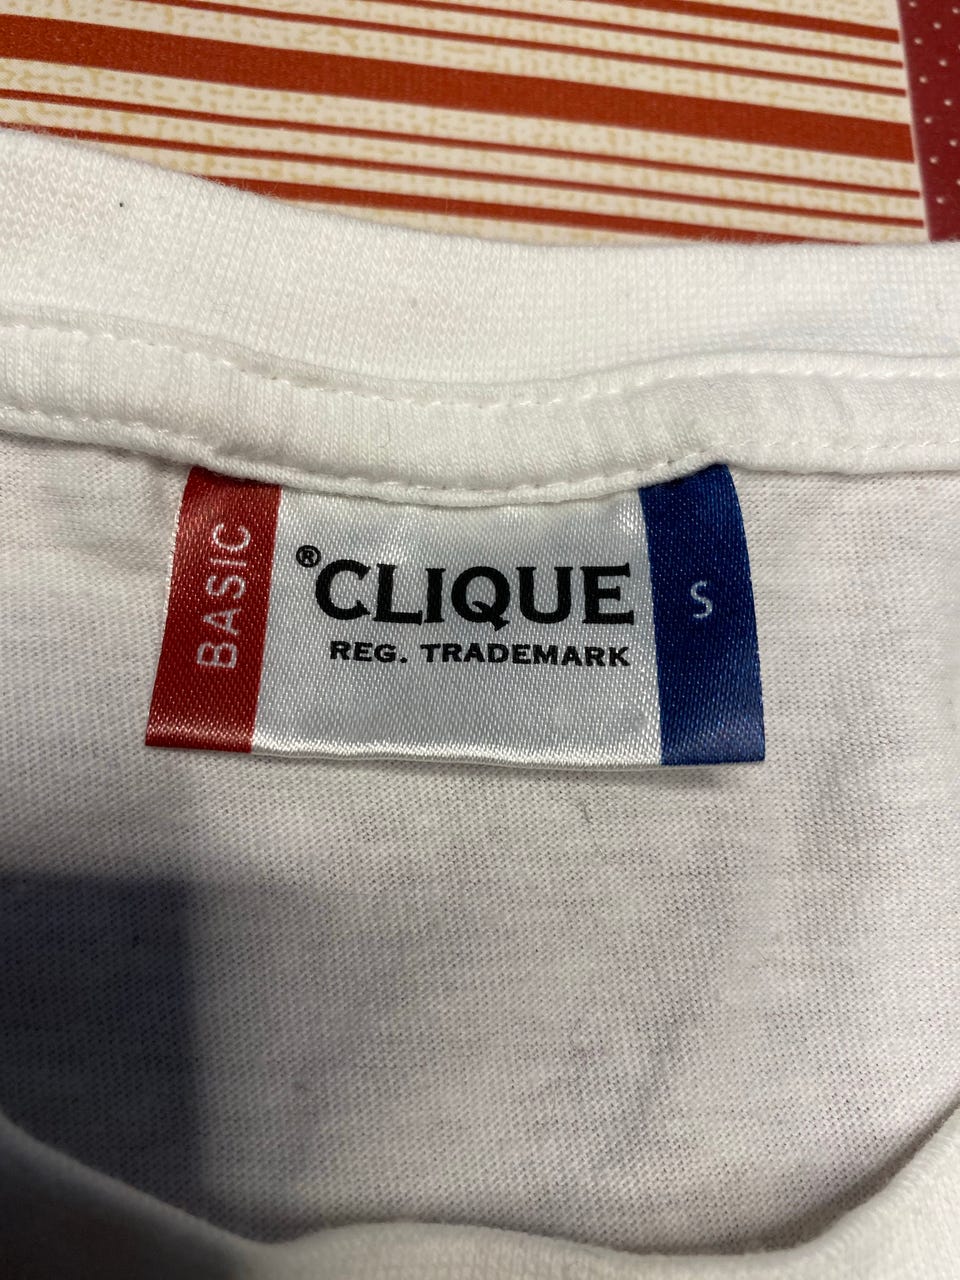 BASIC
®CLIQUE
REG. TRADEMARK
S